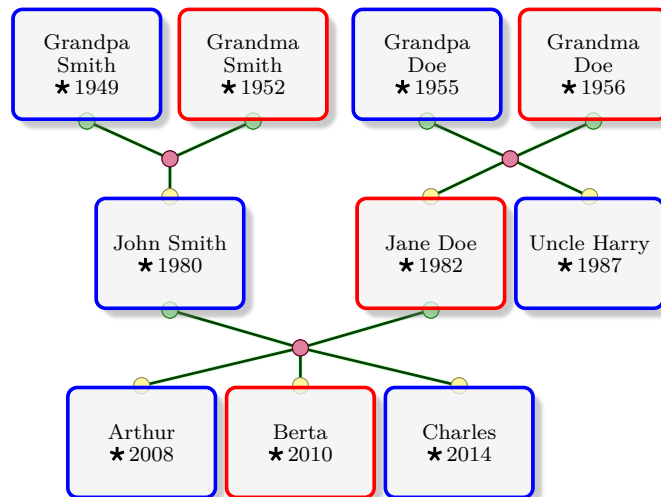 Grandpa
Smith
★1949
Grandma
Smith
★1952
Grandpa
Doe
★1955
Grandma
Doe
★1956
John Smith
★1980
Jane Doe
★1982
Uncle Harry
★1987
Arthur
★2008
Berta
★2010
Charles
★2014